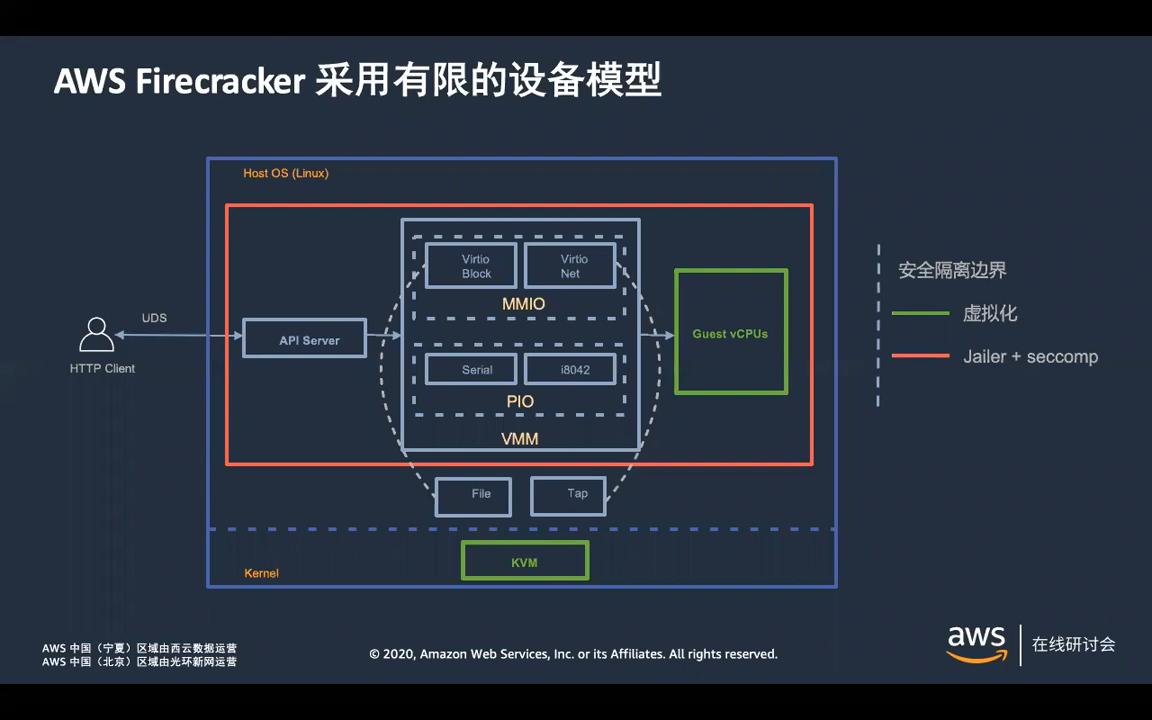 AWS Firecracker 采用有限的设备模型
Host OS (Linux)
Virtio
Block
Virtio
Net
MMIO
安全隔离边界
虚拟化
UDS
API Server
Guest vCPUs
Jailer + seccomp
HTTP Client
Serial
i8042
PIO
VMM
File
Tap
KVM
Kernel
AWS 中国（宁夏）区域由西云数据运营
AWS 中国（北京）区域由光环新网运营
© 2020, Amazon Web Services, Inc. or its Affiliates. All rights reserved.
aws
在线研讨会